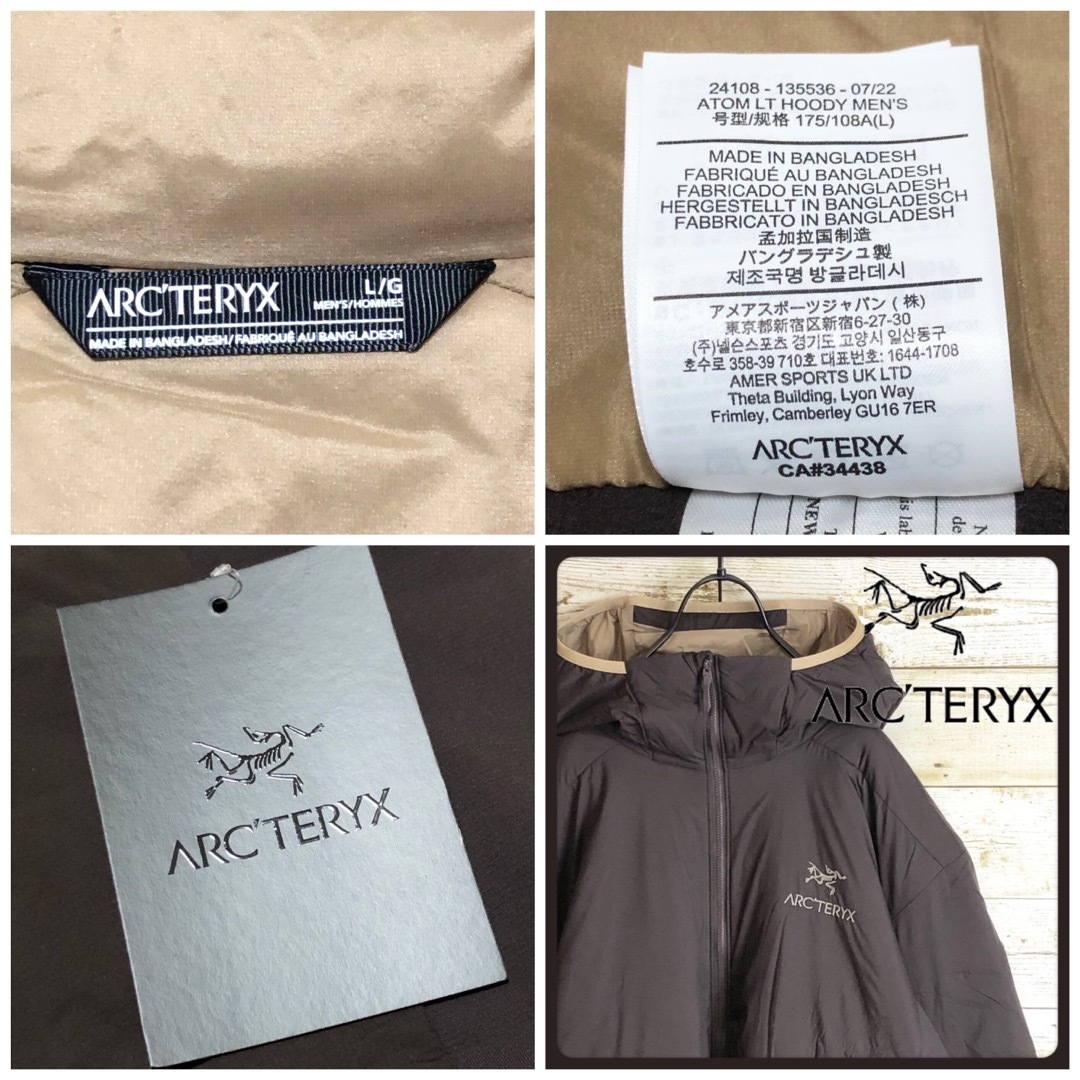 ARC'TERYX
L/G
MEN'S/HOMMES
MADE IN BANGLADESH/FABRIQUÉ AU BANGLADESH
24108 - 135536 - 07/22
ATOM LT HOODY MEN'S
号型/规格 175/108A(L)
MADE IN BANGLADESH
FABRIQUÉ AU BANGLADESH
FABRICADO EN BANGLADESH
HERGESTELLT IN BANGLADESCH
FABBRICATO IN BANGLADESH
孟加拉国制造
バングラデシュ製
제조국명 방글라데시
アメアスポーツジャパン (株)
東京都新宿区新宿6-27-30
(주)넬슨스포츠 경기도 고양시 일산동구
호수로 358-39 710호 대표번호: 1644-1708
AMER SPORTS UK LTD
Theta Building, Lyon Way
Frimley, Camberley GU16 7ER
ARC'TERYX
CA#34438
ARC'TERYX
ARC'TERYX
ARC'TERYX